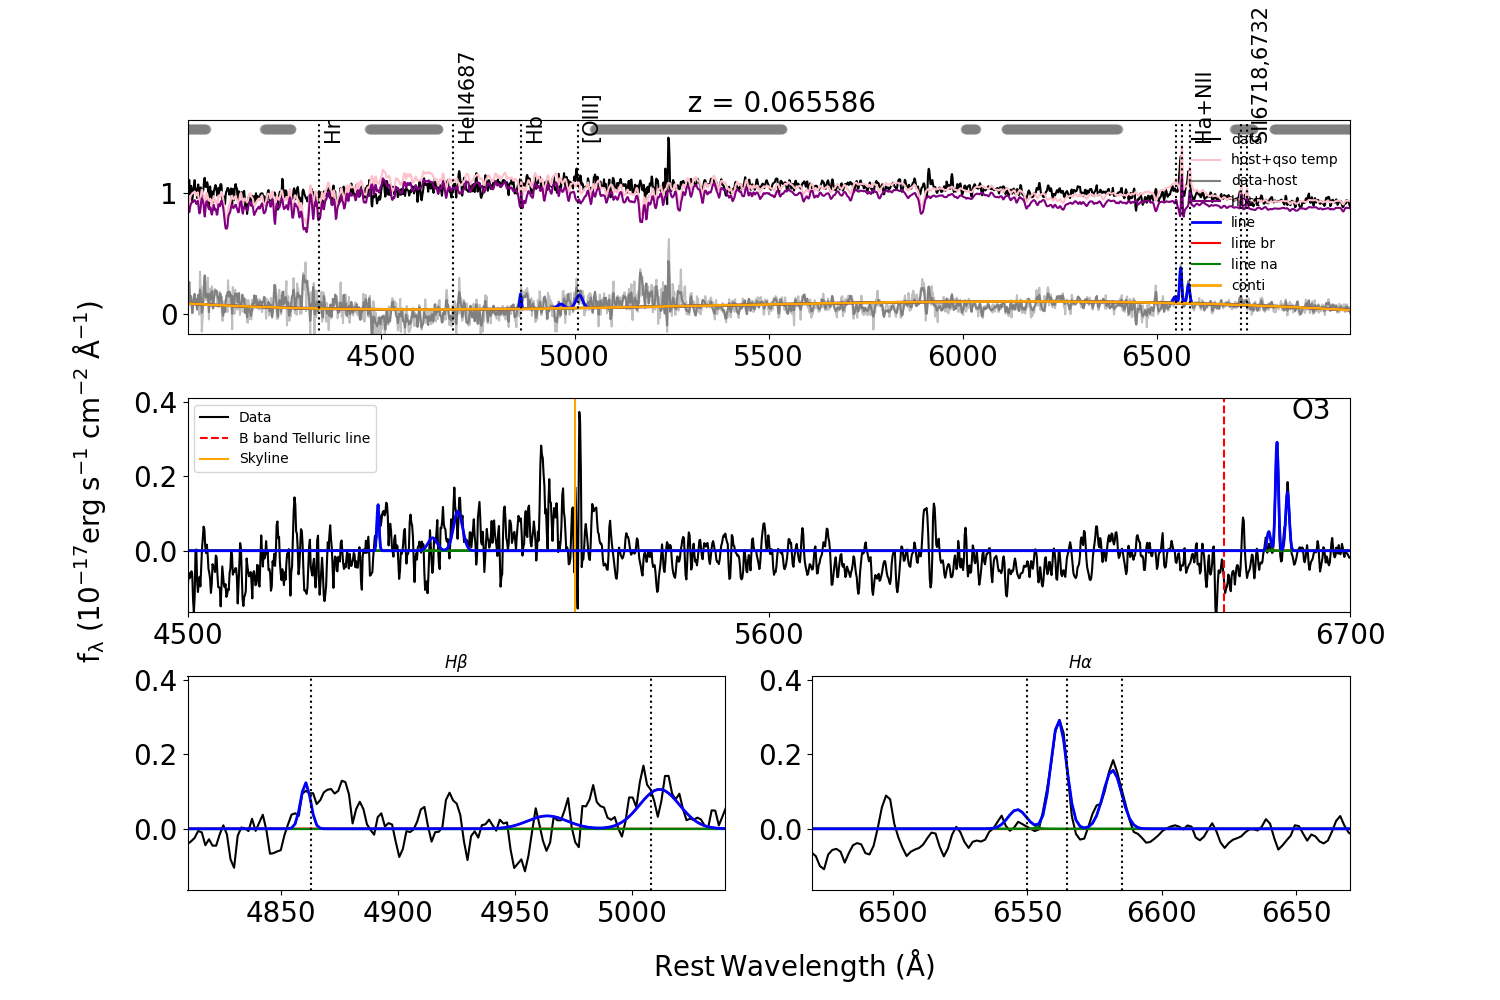 z = 0.065586
Hr
HeII4687
Hb
[OIII]
Ha+NII
SII6718,6732
data
host+qso temp
data-host
host
line
line br
line na
conti
1
0
4500 5000 5500 6000 6500
fλ (10⁻¹⁷erg s⁻¹ cm⁻² Å⁻¹)
Data
B band Telluric line
Skyline
O3
0.4
0.2
0.0
4500 5600 6700
Hβ
0.4
0.2
0.0
4850 4900 4950 5000
Hα
0.4
0.2
0.0
6500 6550 6600 6650
Rest Wavelength (Å)